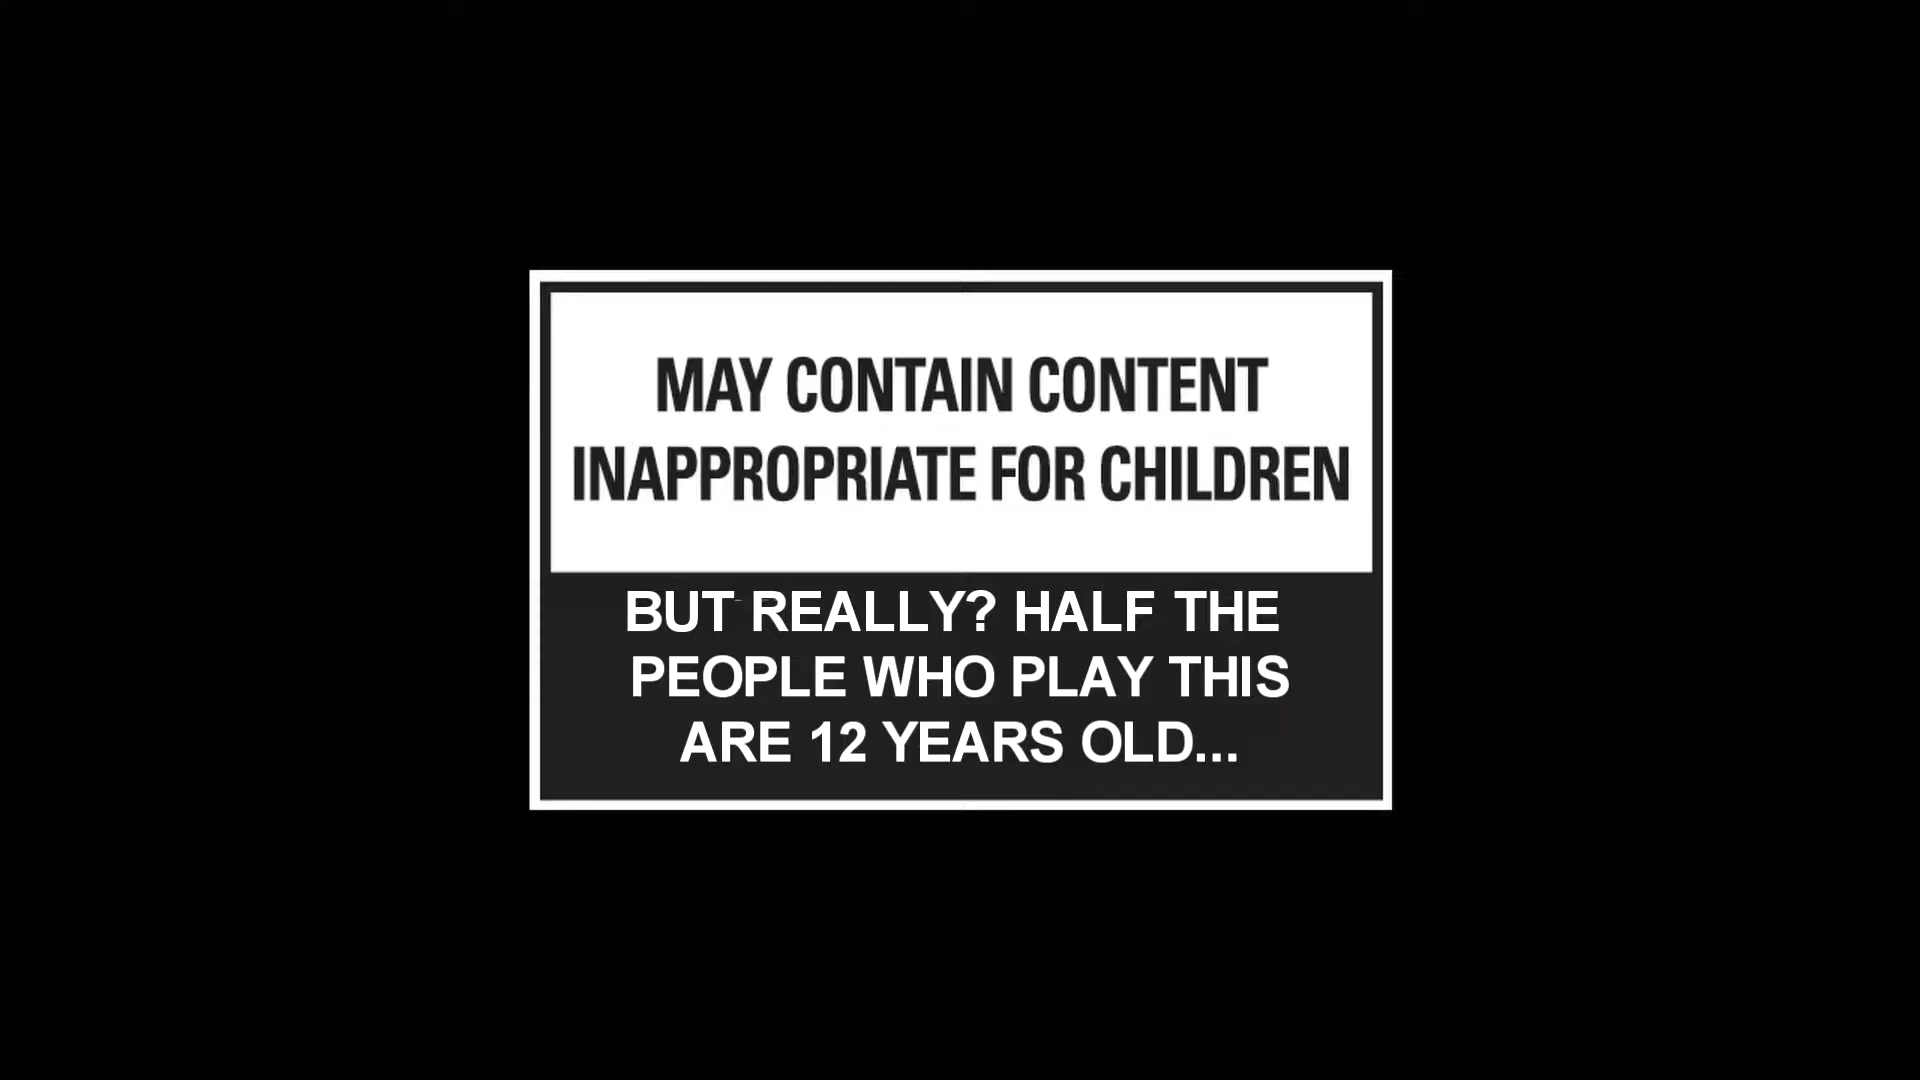 MAY CONTAIN CONTENT
INAPPROPRIATE FOR CHILDREN
BUT REALLY? HALF THE
PEOPLE WHO PLAY THIS
ARE 12 YEARS OLD...